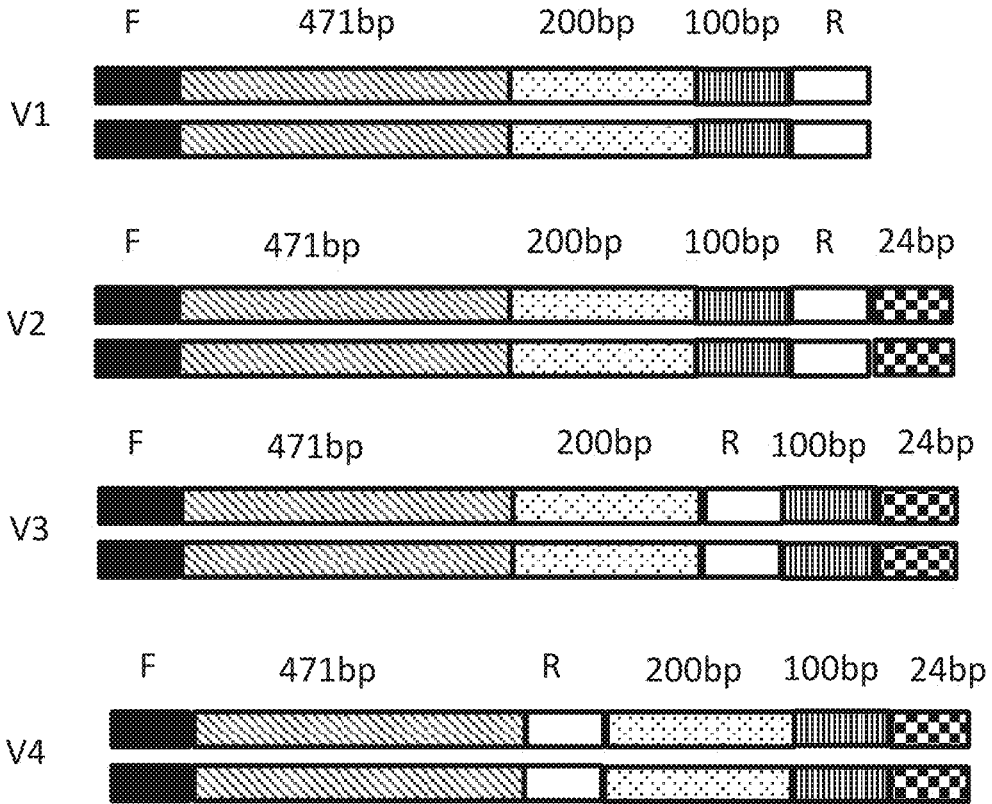 F 471bp 200bp 100bp R
V1
F 471bp 200bp 100bp R 24bp
V2
F 471bp 200bp R 100bp 24bp
V3
F 471bp R 200bp 100bp 24bp
V4